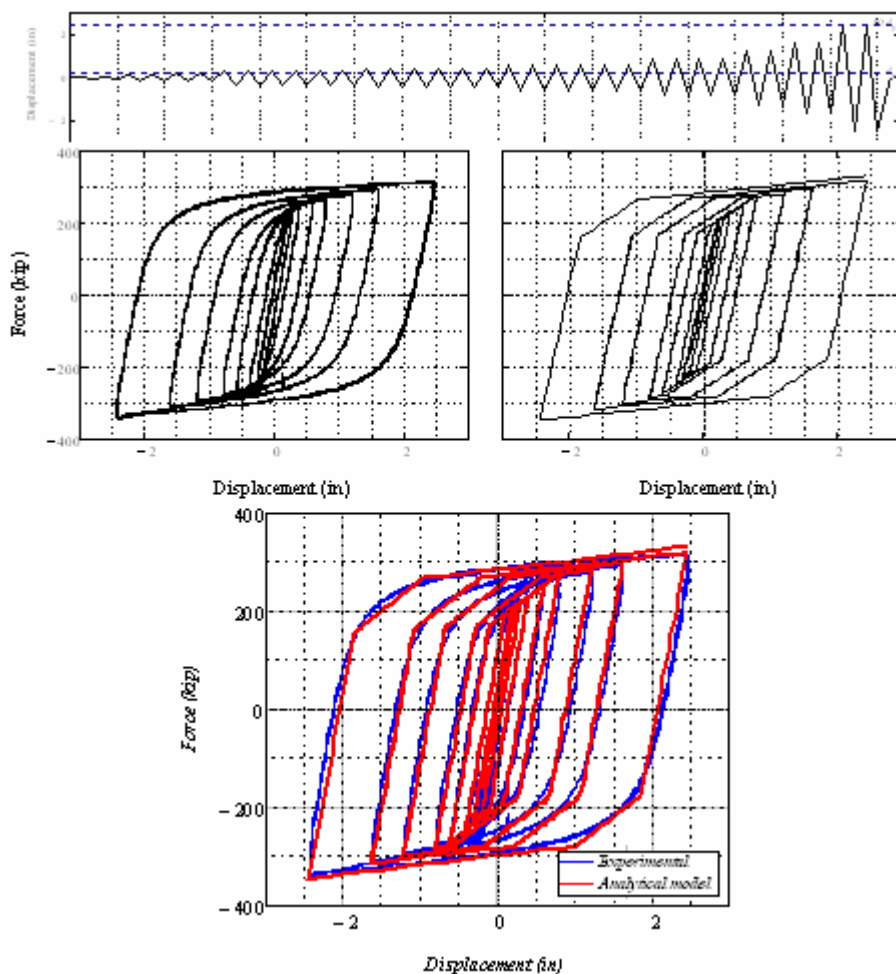 Displacement (in)
2
0
−2
Force (kip)
400
200
0
−200
−400
−2
0
2
−2
0
2
Displacement (in)
Displacement (in)
Force (kip)
400
200
0
−200
−400
Experimental
Analytical model
−2
0
2
Displacement (in)